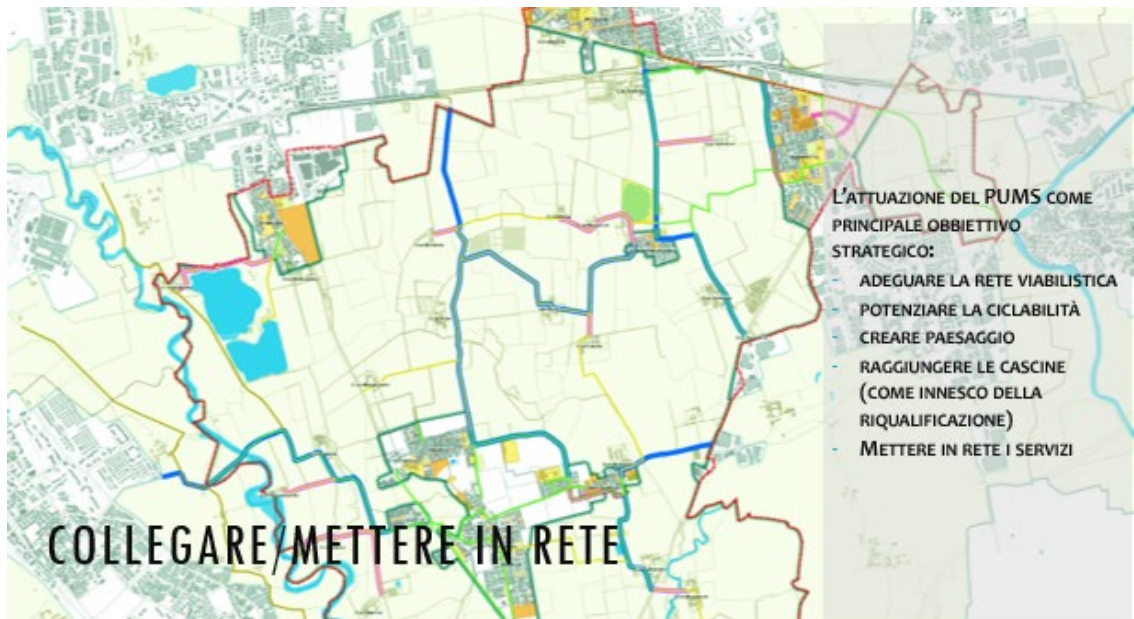 L'ATTUAZIONE DEL PUMS COME
PRINCIPALE OBBIETTIVO
STRATEGICO:
- ADEGUARE LA RETE VIABILISTICA
- POTENZIARE LA CICLABILITÀ
- CREARE PAESAGGIO
- RAGGIUNGERE LE CASCINE
(COME INNESCO DELLA
RIQUALIFICAZIONE)
- METTERE IN RETE I SERVIZI
COLLEGARE/METTERE IN RETE